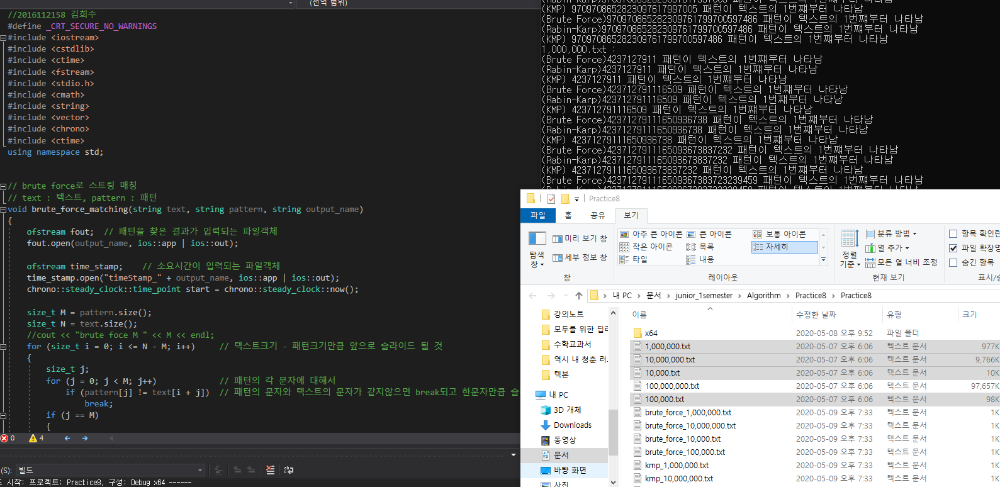 (전역 범위)
//2016112158 김희수
#define _CRT_SECURE_NO_WARNINGS
#include <iostream>
#include <cstdlib>
#include <ctime>
#include <fstream>
#include <stdio.h>
#include <cmath>
#include <string>
#include <vector>
#include <chrono>
#include <ctime>
using namespace std;
// brute force로 스트링 매칭
// text : 텍스트, pattern : 패턴
void brute_force_matching(string text, string pattern, string output_name)
{
ofstream fout;  // 패턴을 찾은 결과가 입력되는 파일객체
fout.open(output_name, ios::app | ios::out);
ofstream time_stamp;    // 소요시간이 입력되는 파일객체
time_stamp.open("timeStamp_" + output_name, ios::app | ios::out);
chrono::steady_clock::time_point start = chrono::steady_clock::now();
size_t M = pattern.size();
size_t N = text.size();
//cout << "brute foce M " << M << endl;
for (size_t i = 0; i <= N - M; i++)     // 텍스트크기 - 패턴크기만큼 앞으로 슬라이드 될 것
{
size_t j;
for (j = 0; j < M; j++)             // 패턴의 각 문자에 대해서
if (pattern[j] != text[i + j])  // 패턴의 문자와 텍스트의 문자가 같지않으면 break되고 한문자만큼
break;
if (j == M)
{
0
4
(S): 빌드
시작: 프로젝트: Practice8, 구성: Debug x64 ------
(KMP) 9709708652823097617997005 패턴이 텍스트의 1번째부터 나타남
(Brute Force)970970865282309761799700597486 패턴이 텍스트의 1번째부터 나타남
(Rabin-Karp)970970865282309761799700597486 패턴이 텍스트의 1번째부터 나타남
(KMP) 970970865282309761799700597486 패턴이 텍스트의 1번째부터 나타남
1,000,000.txt :
(Brute Force)4237127911 패턴이 텍스트의 1번째부터 나타남
(Rabin-Karp)4237127911 패턴이 텍스트의 1번째부터 나타남
(KMP) 4237127911 패턴이 텍스트의 1번째부터 나타남
(Brute Force)423712791116509 패턴이 텍스트의 1번째부터 나타남
(Rabin-Karp)423712791116509 패턴이 텍스트의 1번째부터 나타남
(KMP) 423712791116509 패턴이 텍스트의 1번째부터 나타남
(Brute Force)42371279111650936738 패턴이 텍스트의 1번째부터 나타남
(Rabin-Karp)42371279111650936738 패턴이 텍스트의 1번째부터 나타남
(KMP) 42371279111650936738 패턴이 텍스트의 1번째부터 나타남
(Brute Force)4237127911165093673837232 패턴이 텍스트의 1번째부터 나타남
(Rabin-Karp)4237127911165093673837232 패턴이 텍스트의 1번째부터 나타남
(KMP) 4237127911165093673837232 패턴이 텍스트의 1번째부터 나타남
(Brute Force)423712791116509367383723239459 패턴이 텍스트의 1번째부터 나타남
Practice8
파일 홈 공유 보기
탐색 창
미리 보기 창
세부 정보 창
창
아주 큰 아이콘 큰 아이콘 보통 아이콘
작은 아이콘 목록 자세히
타일 내용
레이아웃
정렬 기준
분류 방법
열 추가
모든 열 너비 조정
현재 보기
항목 확인란
파일 확장명
숨긴 항목
표시/숨
내 PC > 문서 > junior_1semester > Algorithm > Practice8 > Practice8
강의노트
모두를 위한 딥러
수학교과서
역시 내 청춘 러
텍본
내 PC
3D 개체
Downloads
동영상
문서
바탕 화면
사진
이름 수정한 날짜 유형 크기
x64 2020-05-08 오후 9:52 파일 폴더
1,000,000.txt 2020-05-07 오후 6:06 텍스트 문서 977K
10,000,000.txt 2020-05-07 오후 6:06 텍스트 문서 9,766K
10,000.txt 2020-05-07 오후 6:06 텍스트 문서 10K
100,000,000.txt 2020-05-07 오후 6:06 텍스트 문서 97,657K
100,000.txt 2020-05-07 오후 6:06 텍스트 문서 98K
brute_force_1,000,000.txt 2020-05-09 오후 7:33 텍스트 문서 1K
brute_force_10,000,000.txt 2020-05-09 오후 7:33 텍스트 문서 1K
brute_force_10,000.txt 2020-05-09 오후 7:33 텍스트 문서 1K
brute_force_100,000.txt 2020-05-09 오후 7:33 텍스트 문서 1K
kmp_1,000,000.txt 2020-05-09 오후 7:33 텍스트 문서 1K
kmp_10,000,000.txt 2020-05-09 오후 7:33 텍스트 문서 1K